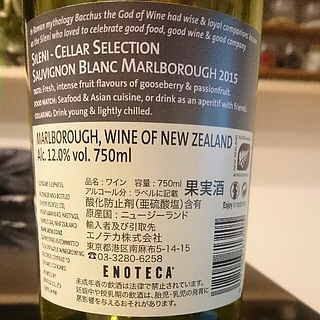 In Roman mythology Bacchus the God of Wine had wise & loyal companions known
as the Sileni who loved to celebrate good food, good wine & good company
SILENI - CELLAR SELECTION
SAUVIGNON BLANC MARLBOROUGH 2015
TASTE: Fresh, intense fruit flavours of gooseberry & passionfruit.
FOOD MATCH: Seafood & Asian cuisine, or drink as an aperitif with friends.
CELLARING: Drink young & lightly chilled.
MARLBOROUGH, WINE OF NEW ZEALAND
Alc. 12.0% vol. 750ml
品名：ワイン 容量：750ml
アルコール分：ラベルに記載 果実酒
酸化防止剤(亜硫酸塩)含有
原産国：ニュージーランド
輸入者及び引取先
エノテカ株式会社
東京都港区南麻布5-14-15
☎03-3280-6258
ENOTECA
未成年者の飲酒は法律で禁止されています。
妊娠中や授乳期の飲酒は、胎児・乳児の発育に
悪影響を与えるおそれがあります。